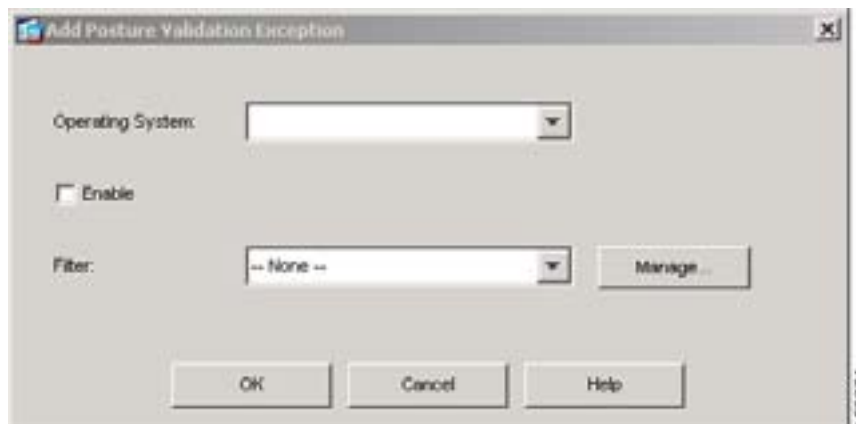 Add Posture Validation Exception
Operating System:
Enable
Filter:
-- None --
Manage...
OK
Cancel
Help